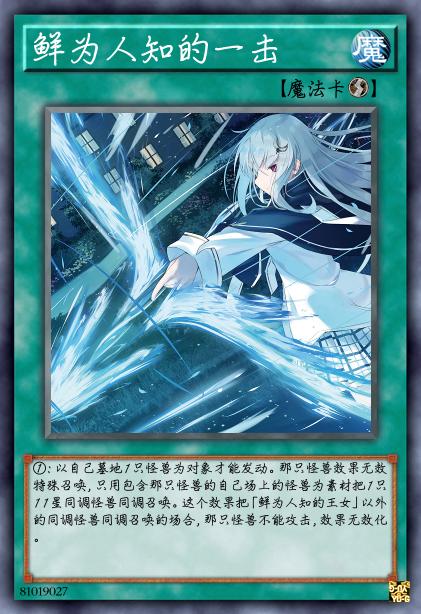 鲜为人知的一击
魔
【魔法卡】
①:以自己墓地1只怪兽为对象才能发动。那只怪兽效果无效
特殊召唤,只用包含那只怪兽的自己场上的怪兽为素材把1只
11星同调怪兽同调召唤。这个效果把「鲜为人知的王女」以外
的同调怪兽同调召唤的场合,那只怪兽不能攻击,效果无效化
。
81019027